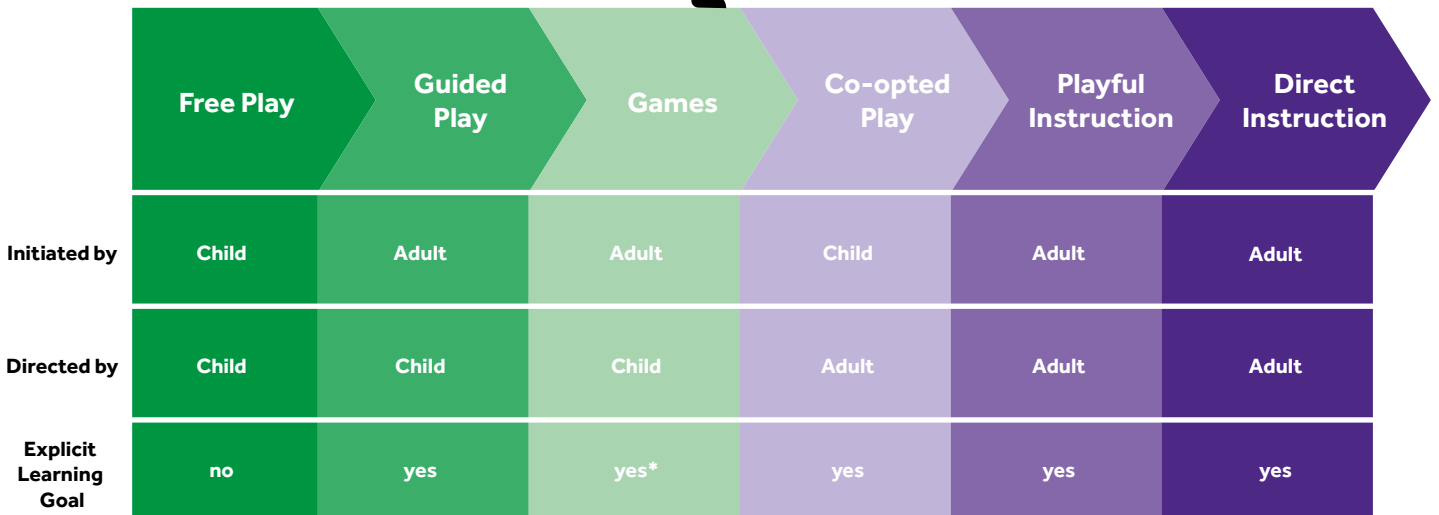 Free Play
Guided
Play
Games
Co-opted
Play
Playful
Instruction
Direct
Instruction
Initiated by Child Adult Adult Child Adult Adult
Directed by Child Child Child Adult Adult Adult
Explicit
Learning
Goal
no yes yes* yes yes yes